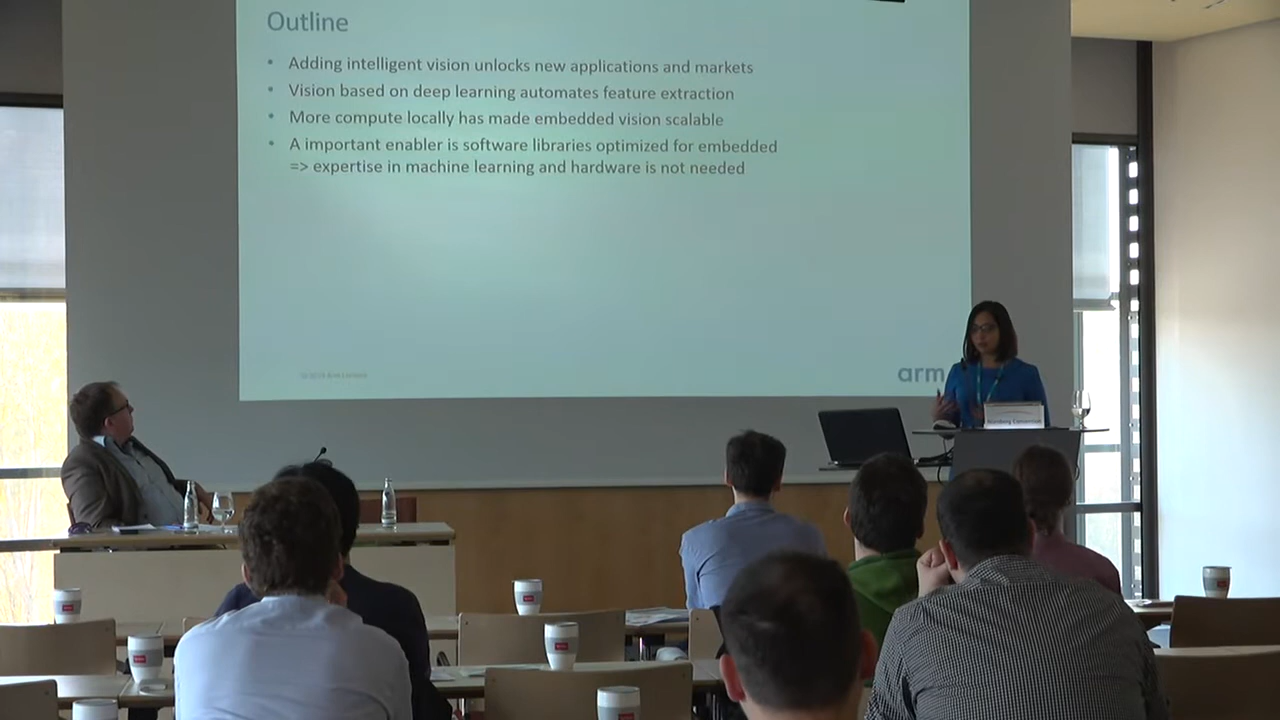 Outline
• Adding intelligent vision unlocks new applications and markets
• Vision based on deep learning automates feature extraction
• More compute locally has made embedded vision scalable
• A important enabler is software libraries optimized for embedded
=> expertise in machine learning and hardware is not needed
arm